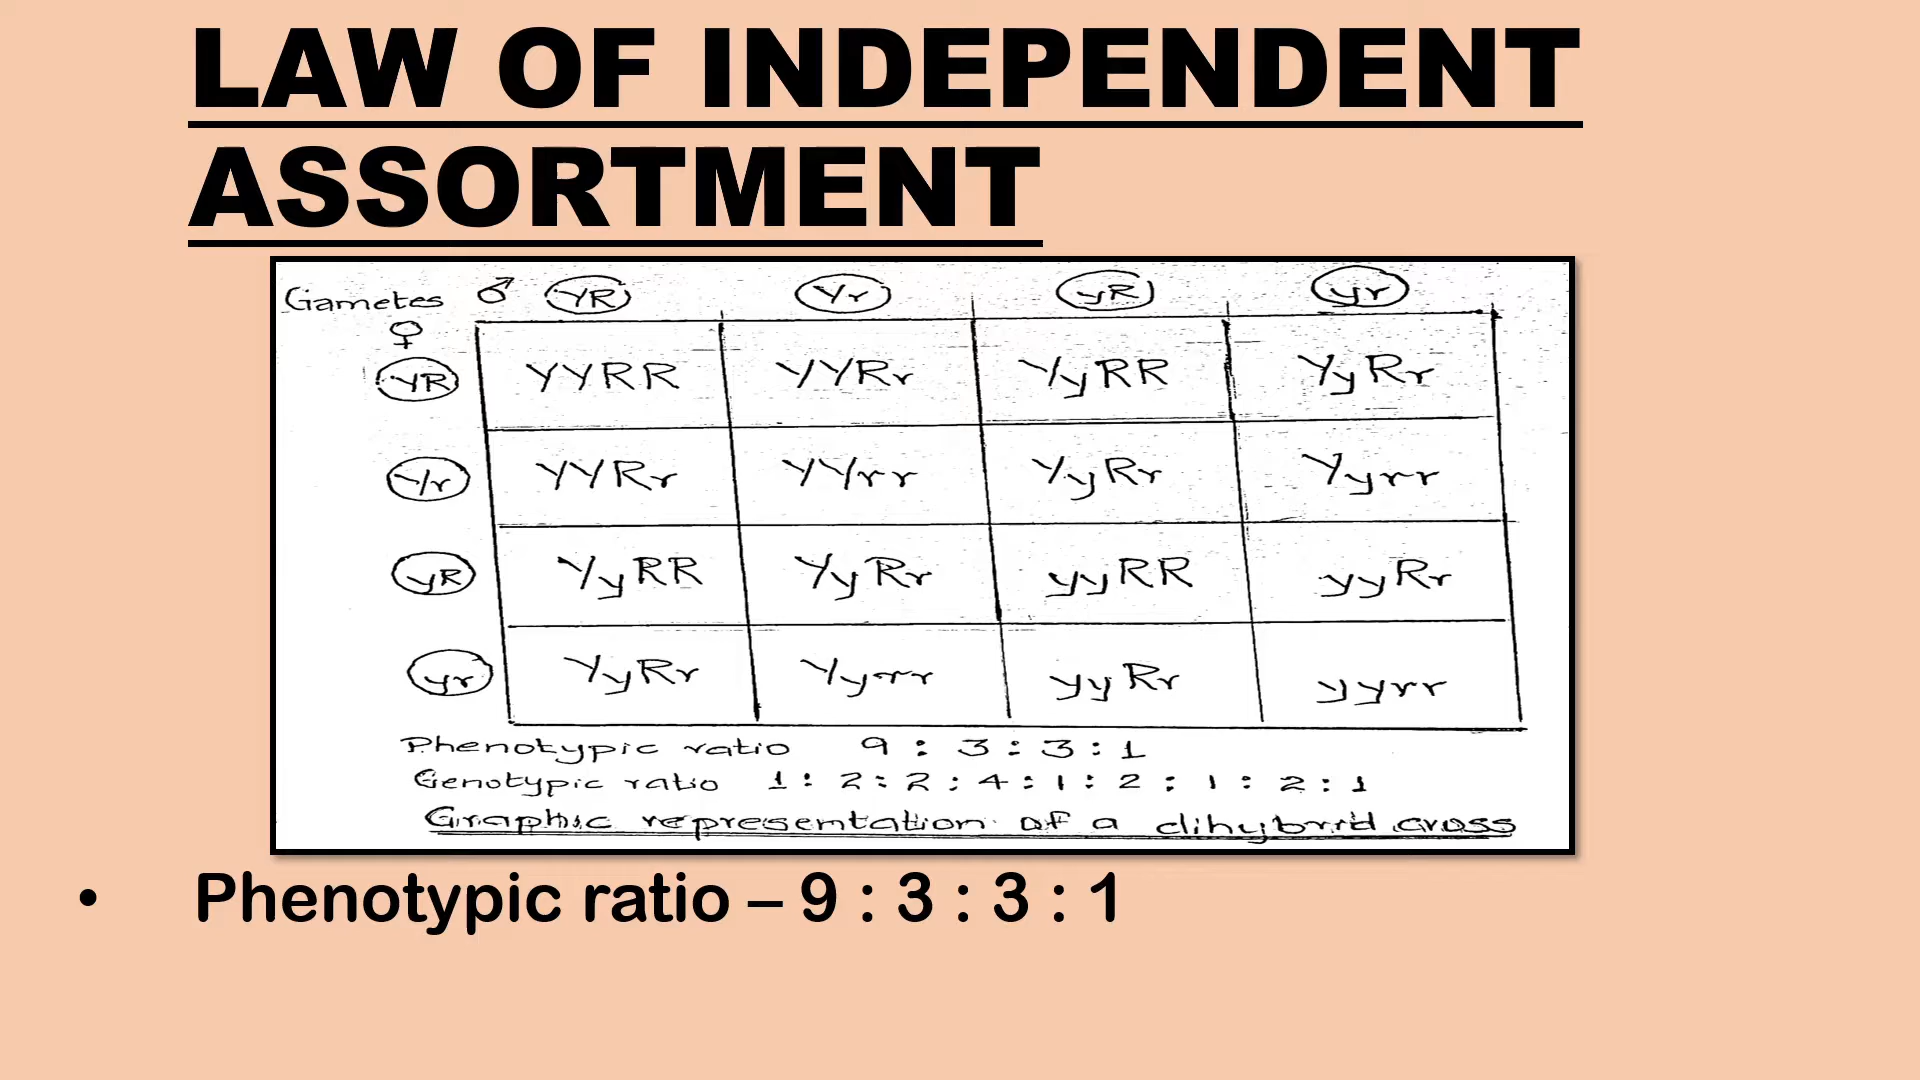 LAW OF INDEPENDENT
ASSORTMENT
Gametes ♂ YR Yr yR yr
♀
YR YYRR YYRr YyRR YyRr
Yr YYRr YYrr YyRr Yyrr
yR YyRR YyRr yyRR yyRr
yr YyRr Yyrr yyRr yyrr
Phenotypic ratio 9 : 3 : 3 : 1
Genotypic ratio 1 : 2 : 2 : 4 : 1 : 2 : 1 : 2 : 1
Graphic representation of a dihybrid cross
• Phenotypic ratio – 9 : 3 : 3 : 1